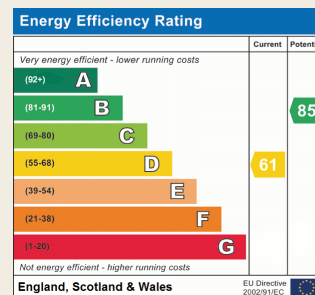 Energy Efficiency Rating
Current
Very energy efficient - lower running costs
(92+) A
(81-91) B
85
(69-80) C
(55-68) D
61
(39-54) E
(21-38) F
(1-20) G
Not energy efficient - higher running costs
England, Scotland & Wales
EU Directive
2002/91/EC